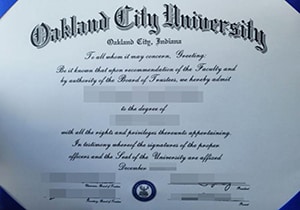 Oakland City University
Oakland City, Indiana
To all whom it may concern, Greeting:
Be it known that upon recommendation of the Faculty and
by authority of the Board of Trustees, we hereby admit
to the degree of
with all the rights and privileges thereunto appertaining.
In testimony whereof the signatures of the proper
officers and the Seal of the University are affixed
December